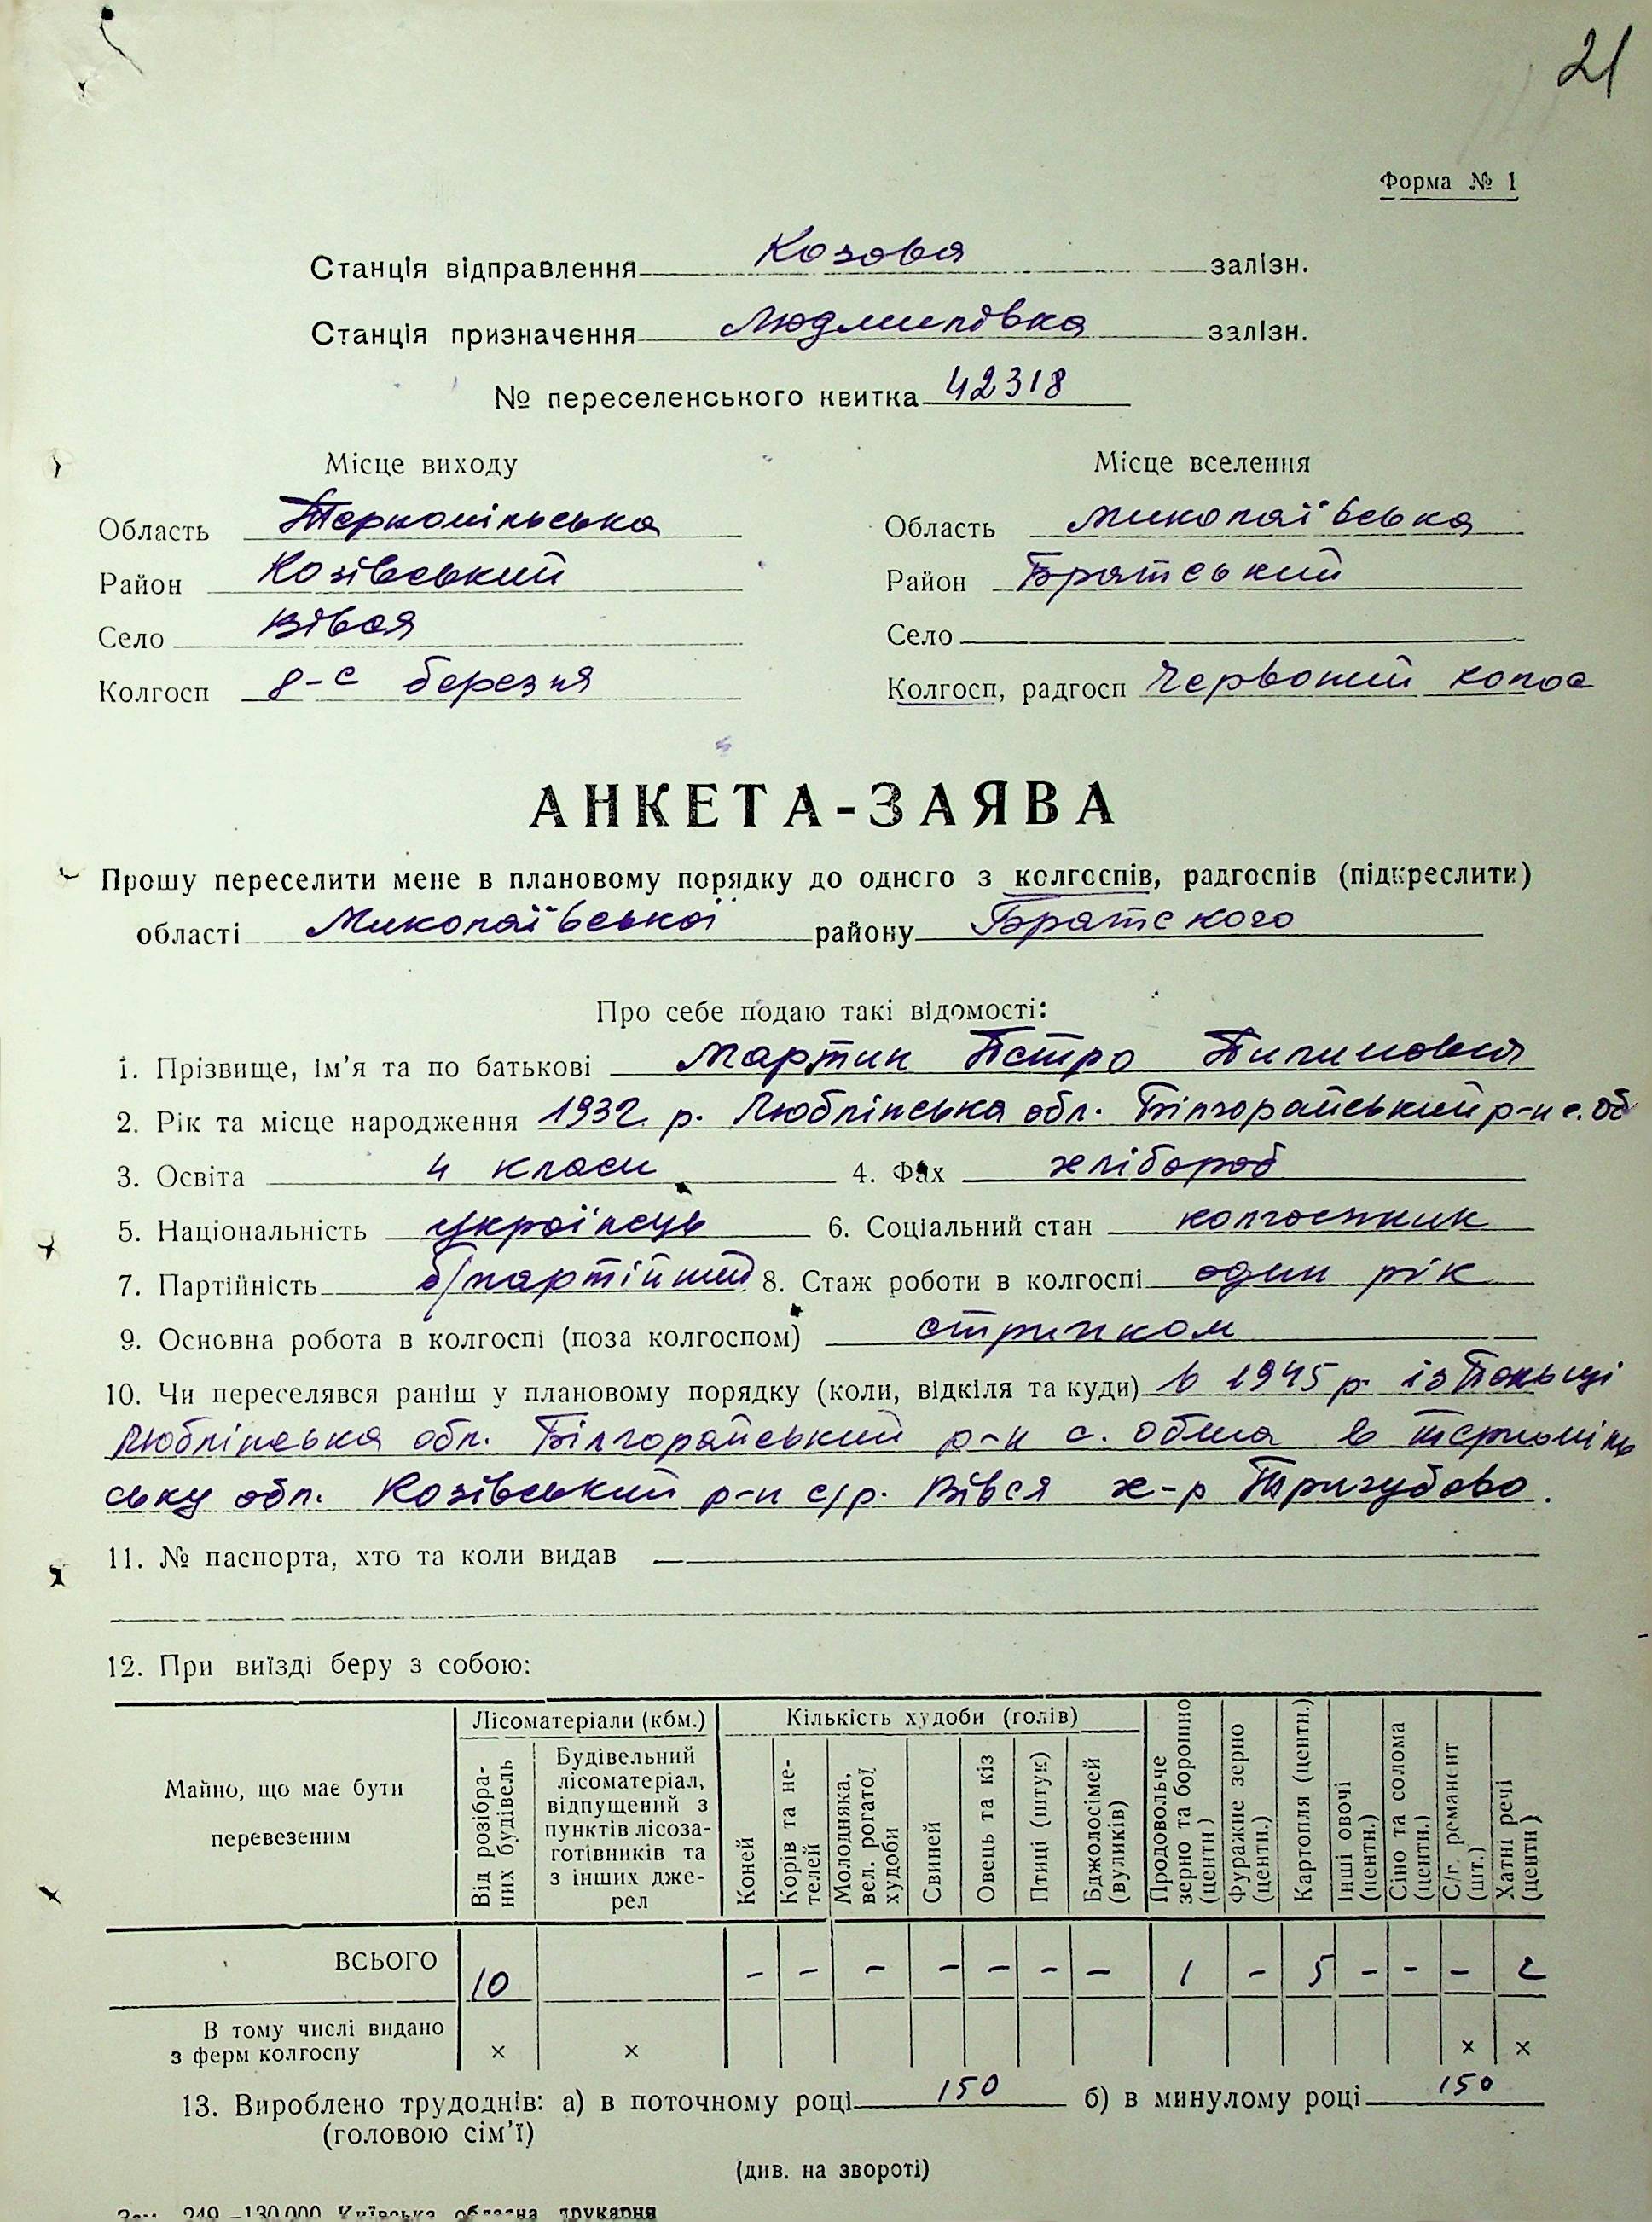 21
Форма № 1
Станція відправлення Козова залізн.
Станція призначення Людмилівка залізн.
№ переселенського квитка 42318
Місце виходу Місце вселення
Область Тернопільська Область Миколаївська
Район Козівський Район Братський
Село Вівся Село
Колгосп 8-е березня Колгосп, радгосп Червоний колос
АНКЕТА-ЗАЯВА
Прошу переселити мене в плановому порядку до одного з колгоспів, радгоспів (підкреслити)
області Миколаївської району Братского
Про себе подаю такі відомості:
1. Прізвище, ім’я та по батькові Мартин Петро Пилипович
2. Рік та місце народження 1932 р. Люблінська обл. Білгорайський р-н с. Об
3. Освіта 4 класи 4. Фах хлібороб
5. Національність українець 6. Соціальний стан колгоспник
7. Партійність б/партійний 8. Стаж роботи в колгоспі один рік
9. Основна робота в колгоспі (поза колгоспом)
10. Чи переселявся раніш у плановому порядку (коли, відкіля та куди) в 1945 р. із Польщі
Люблінська обл. Білгорайський р-н с. Обша в тернопіль
ську обл. Козівський р-н с/р. Вівся х-р Тригубово.
11. № паспорта, хто та коли видав
12. При виїзді беру з собою:
Майно, що має бути перевезеним
Лісоматеріали (кбм.)
Від розібраних будівель
Будівельний лісоматеріал, відпущений з пунктів лісозаготівників та з інших джерел
Кількість худоби (голів)
Коней
Корів та нетелей
Молодняка, вел. рогатої худоби
Свиней
Овець та кіз
Птиці (штук)
Бджолосімей (вуликів)
Продовольче зерно та борошно (центн)
Фуражне зерно (центн.)
Картопля (центн.)
Інші овочі (центн.)
Сіно та солома (центн.)
С/г. реманент (шт.)
Хатні речі (центн)
ВСЬОГО 10 - - - - - - - 1 - 5 - - - 2
В тому числі видано
з ферм колгоспу × × × ×
13. Вироблено трудоднів: а) в поточному році 150 б) в минулому році 150
(головою сім’ї)
(див. на звороті)
Зам. 249—130.000 Київська обласна друкарня